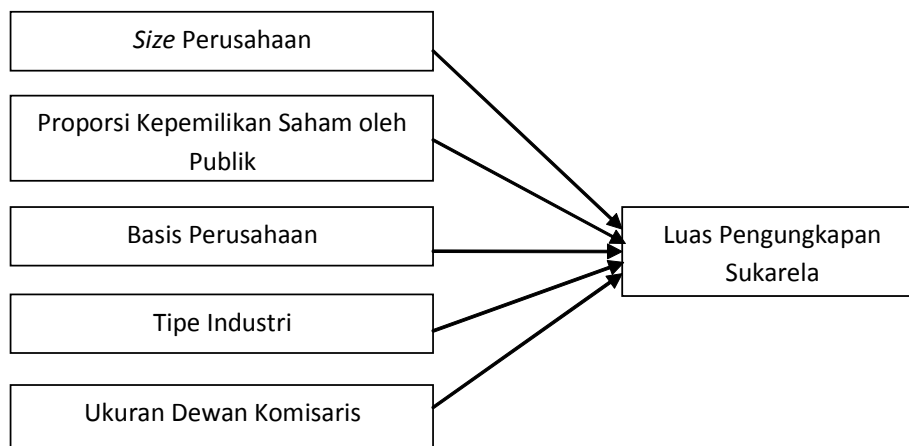 Size Perusahaan
Proporsi Kepemilikan Saham oleh
Publik
Basis Perusahaan
Tipe Industri
Ukuran Dewan Komisaris
Luas Pengungkapan
Sukarela